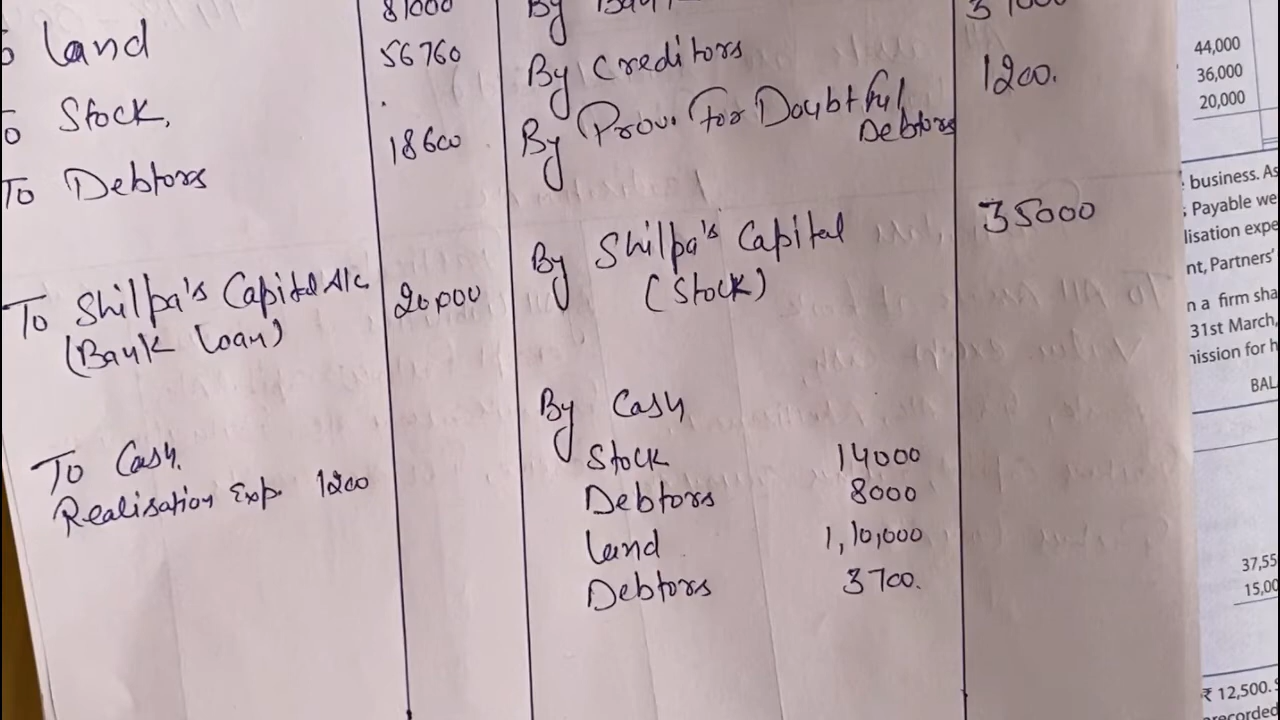 81000
To Land 56760
To Stock,
To Debtors 18600
To Shilpa's Capital A/c 20,000
(Bank Loan)
To Cash.
Realisation Exp. 1200
By Creditors
By Prov. For Doubtful 1200.
Debtors
By Shilpa's Capital 35000
(Stock)
By Cash
Stock 14000
Debtors 8000
Land 1,10,000
Debtors 3700.
44,000
36,000
20,000
business. As
Payable we
lisation expe
nt, Partners'
n a firm sha
31st March,
nission for h
BAL
37,55
15,00
₹ 12,500.
recorded